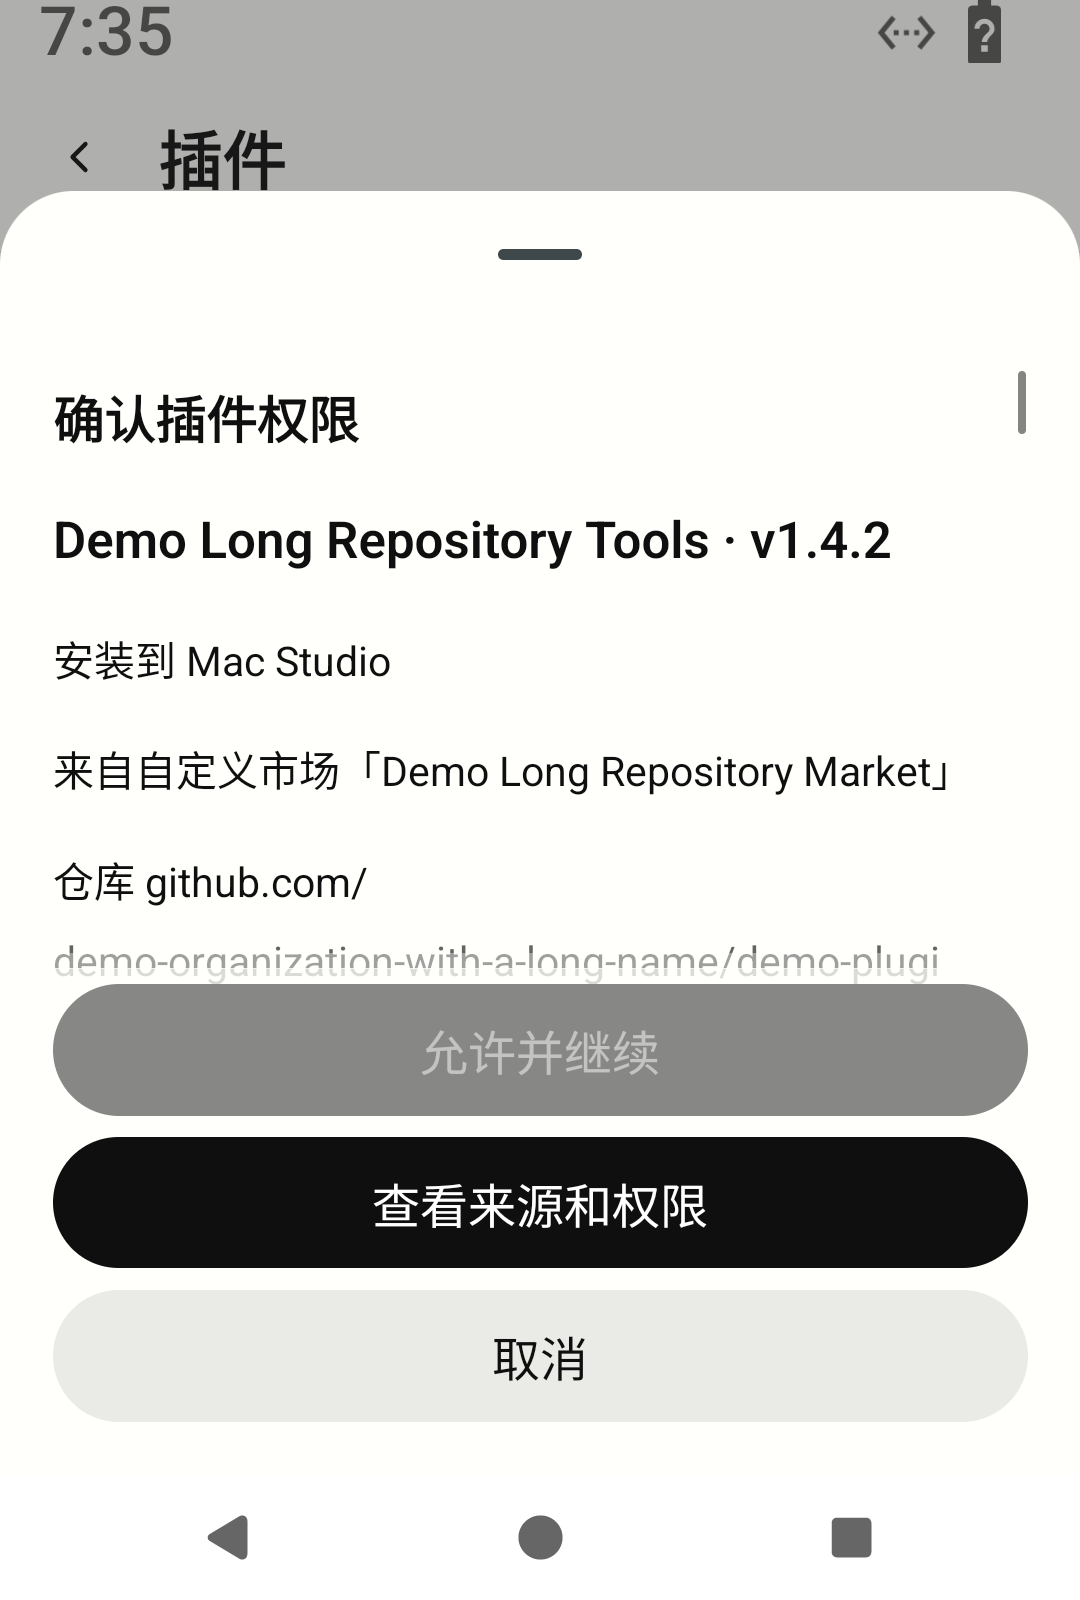 7:35
插件
确认插件权限
Demo Long Repository Tools · v1.4.2
安装到 Mac Studio
来自自定义市场「Demo Long Repository Market」
仓库 github.com/
demo-organization-with-a-long-name/demo-plugi
允许并继续
查看来源和权限
取消